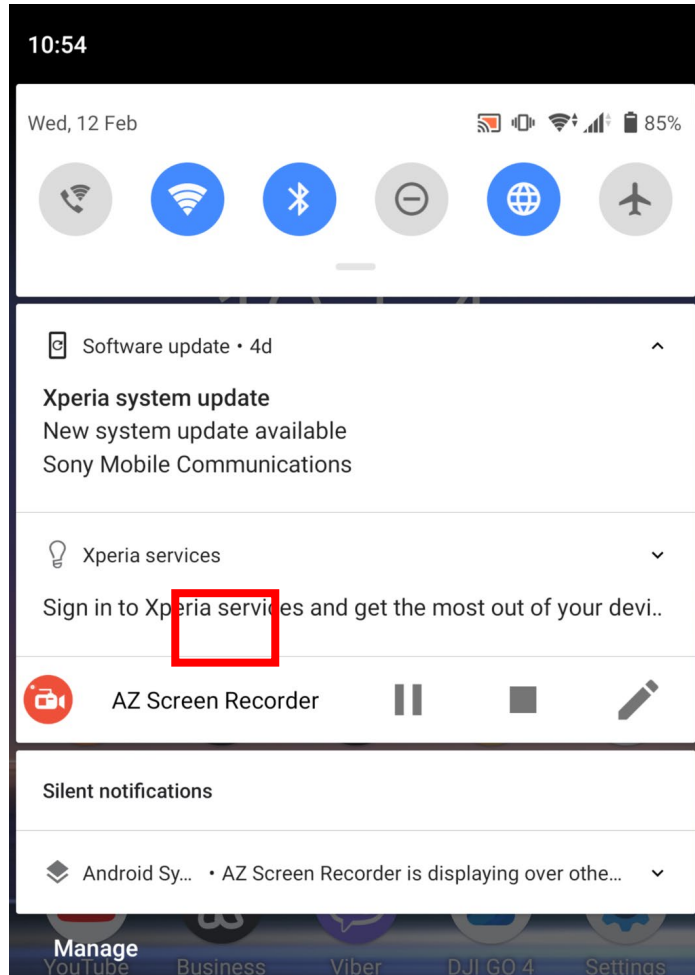 10:54
Wed, 12 Feb
85%
Software update • 4d
Xperia system update
New system update available
Sony Mobile Communications
Xperia services
Sign in to Xperia services and get the most out of your devi..
AZ Screen Recorder
Silent notifications
Android Sy... • AZ Screen Recorder is displaying over othe...
Manage
YouTube Business Viber DJI GO 4 Settings